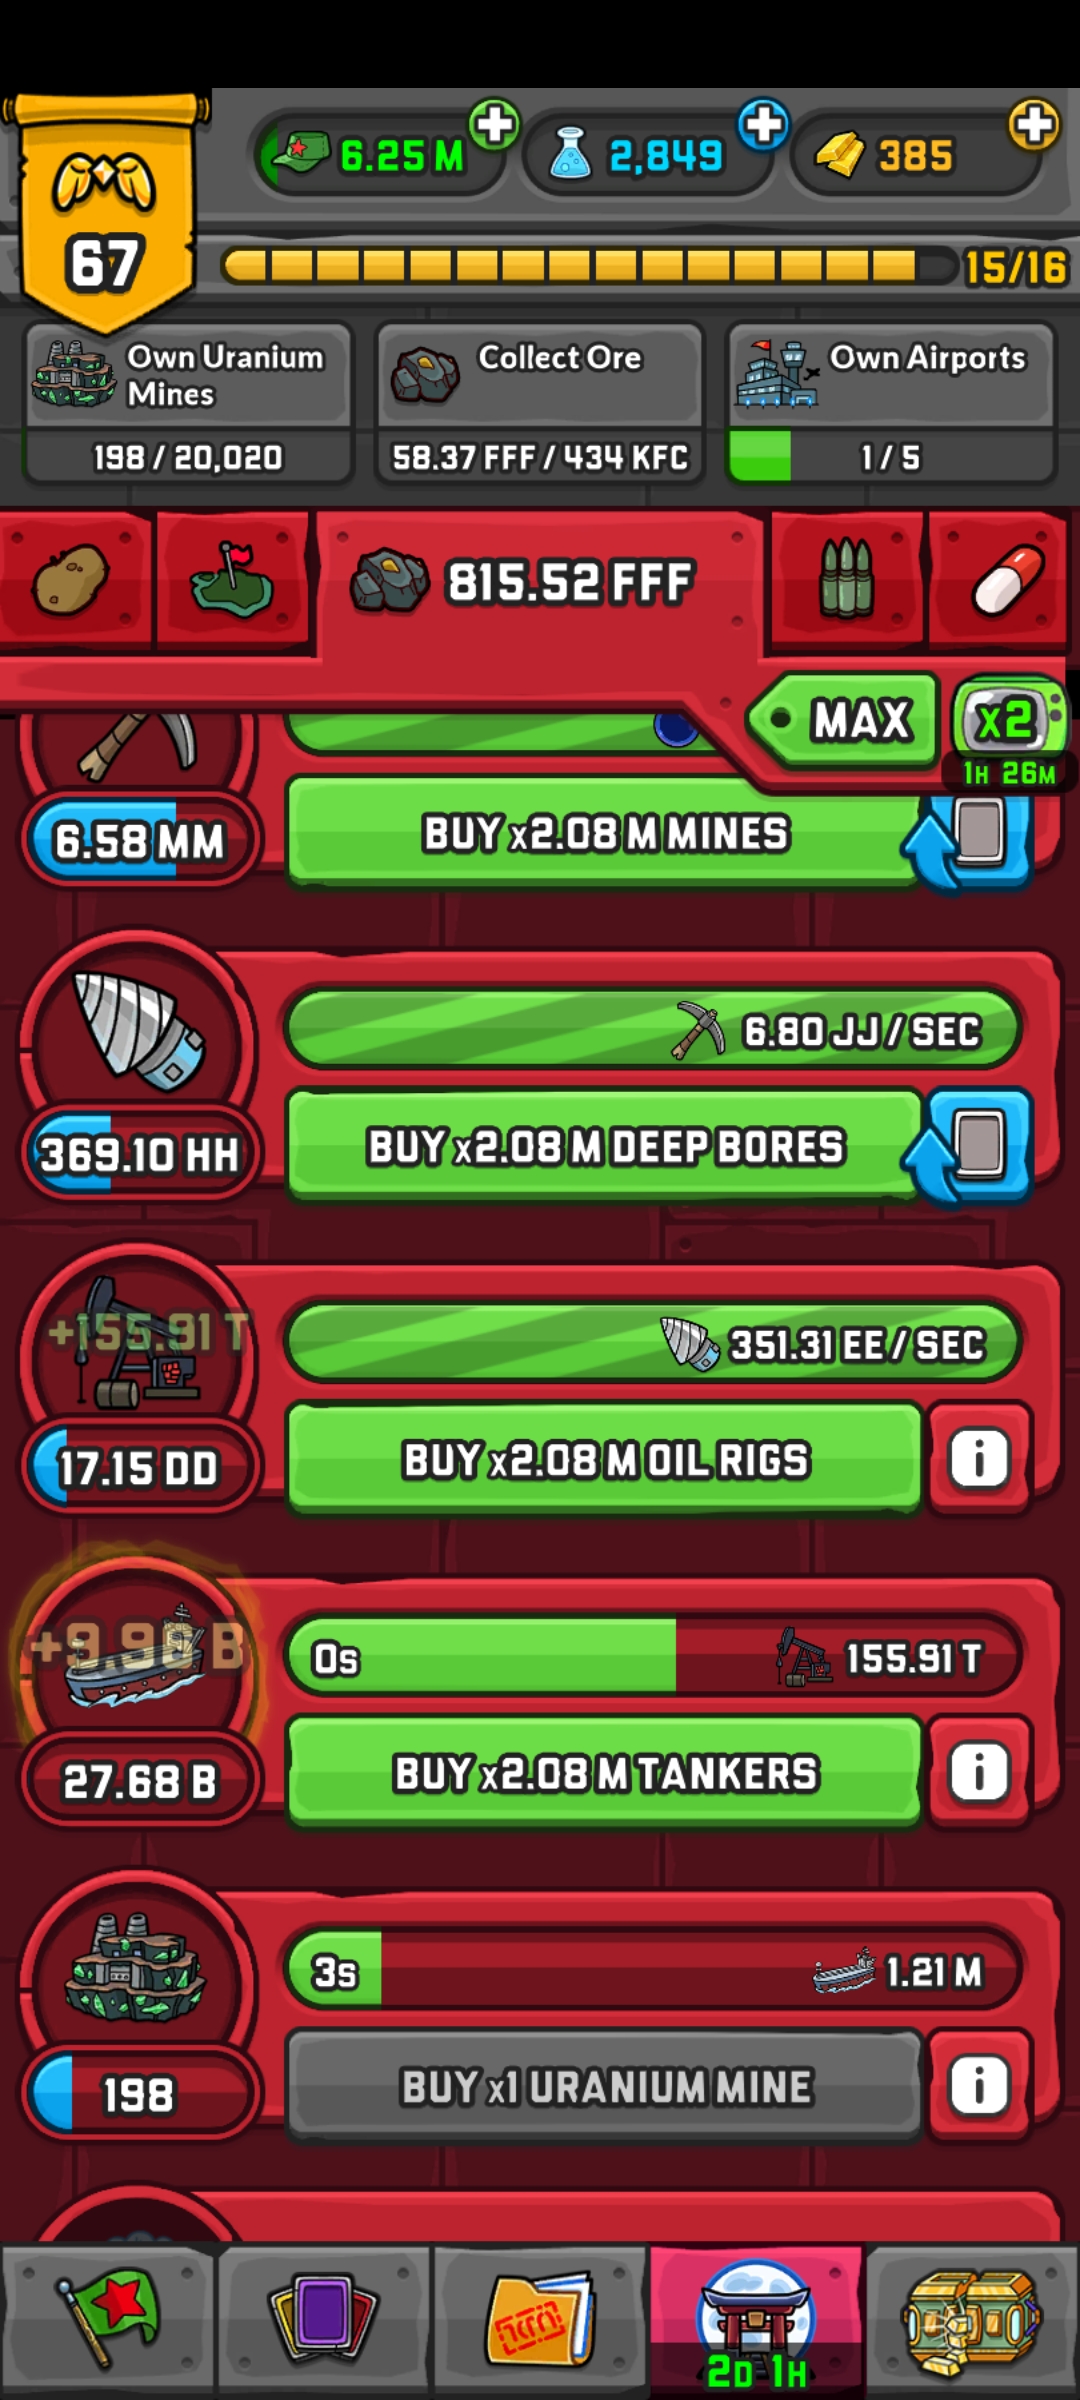 6.25 M
2,849
385
67
15/16
Own Uranium
Mines
198 / 20,020
Collect Ore
58.37 FFF / 434 KFC
Own Airports
1 / 5
815.52 FFF
MAX
x2
1H 26M
6.58 MM
BUY x2.08 M MINES
6.80 JJ / SEC
369.10 HH
BUY x2.08 M DEEP BORES
+155.91 T
351.31 EE / SEC
17.15 DD
BUY x2.08 M OIL RIGS
i
0s
155.91 T
27.68 B
BUY x2.08 M TANKERS
i
3s
1.21 M
198
BUY x1 URANIUM MINE
i
2D 1H